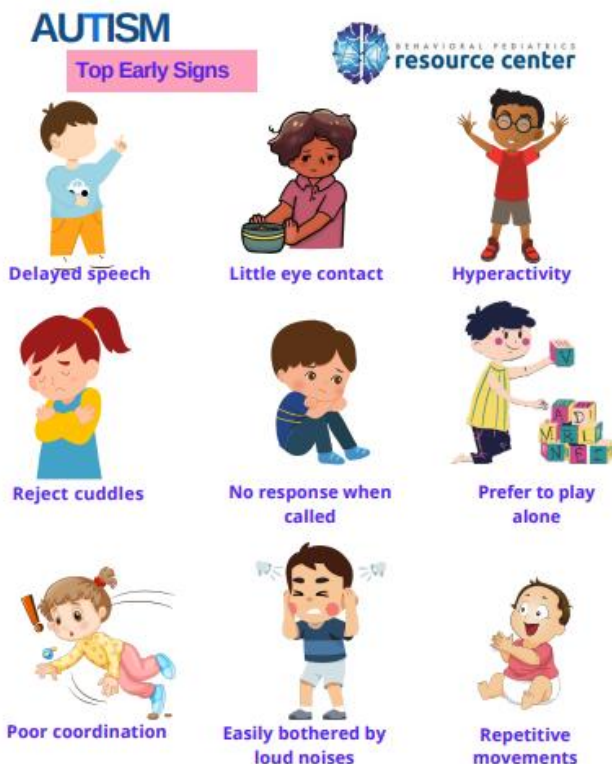 AUTISM
Top Early Signs
BEHAVIORAL PEDIATRICS
resource center
Delayed speech
Little eye contact
Hyperactivity
Reject cuddles
No response when
called
Prefer to play
alone
V
A D
M R L
N E
Poor coordination
Easily bothered by
loud noises
Repetitive
movements